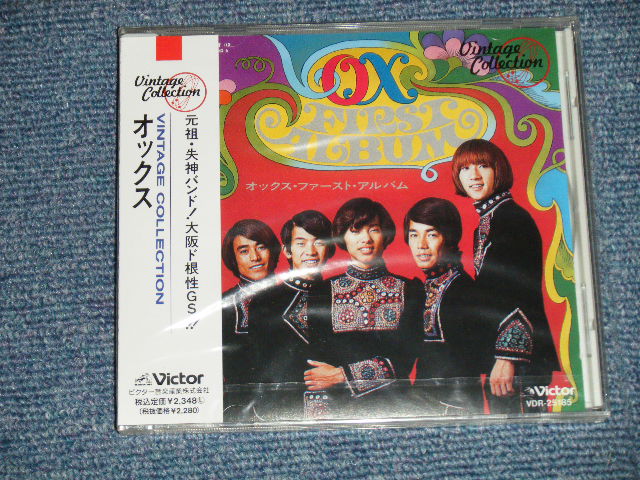 Vintage
Collection
VINTAGE COLLECTION
オックス
元祖・失神バンド!大阪ド根性GS!!
Victor
ビクター音楽産業株式会社
税込定価¥2,348
(税抜価格¥2,280)
OX
FIRST
ALBUM
オックス・ファースト・アルバム
Vintage
Collection
Victor
VDR-25185